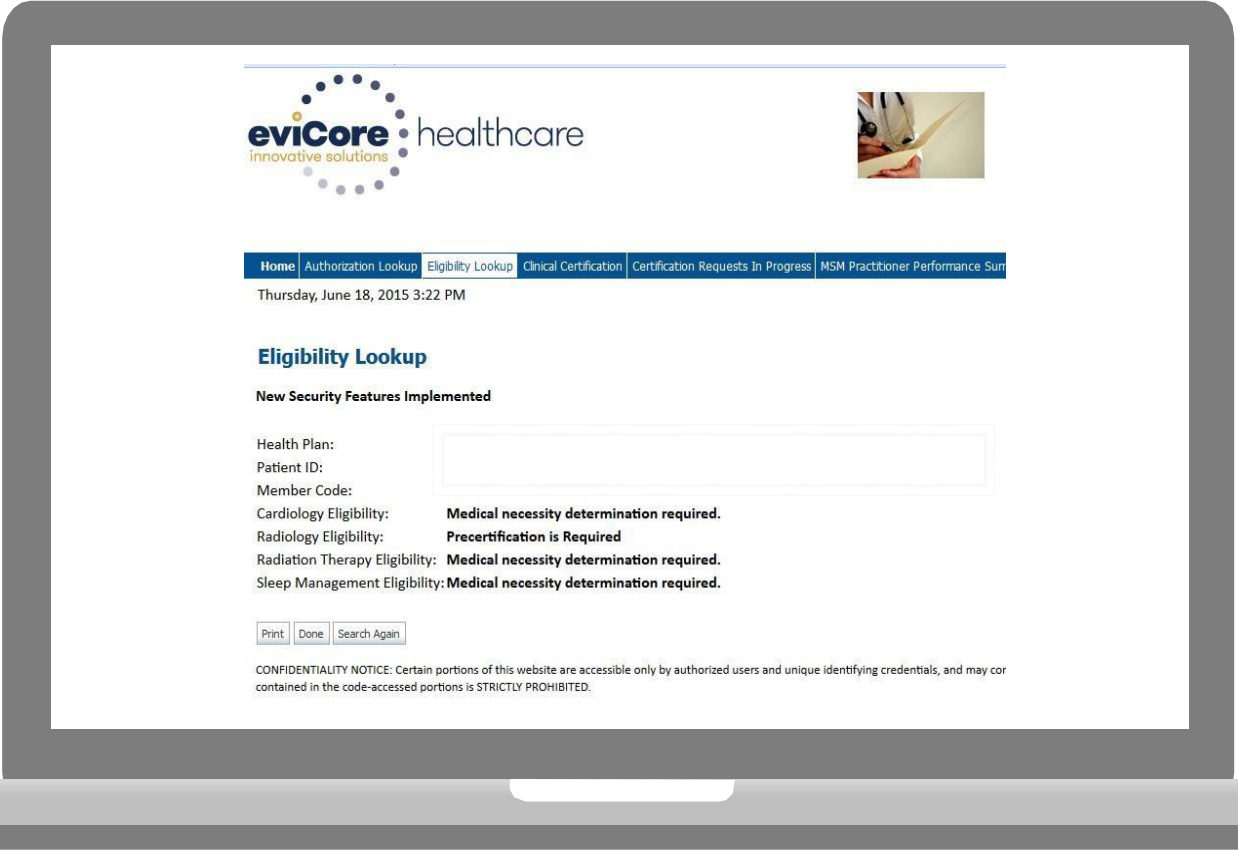 eviCore healthcare
innovative solutions
Home Authorization Lookup Eligibility Lookup Clinical Certification Certification Requests In Progress MSM Practitioner Performance Sum
Thursday, June 18, 2015 3:22 PM
Eligibility Lookup
New Security Features Implemented
Health Plan:
Patient ID:
Member Code:
Cardiology Eligibility: Medical necessity determination required.
Radiology Eligibility: Precertification is Required
Radiation Therapy Eligibility: Medical necessity determination required.
Sleep Management Eligibility: Medical necessity determination required.
Print Done Search Again
CONFIDENTIALITY NOTICE: Certain portions of this website are accessible only by authorized users and unique identifying credentials, and may cor
contained in the code-accessed portions is STRICTLY PROHIBITED.